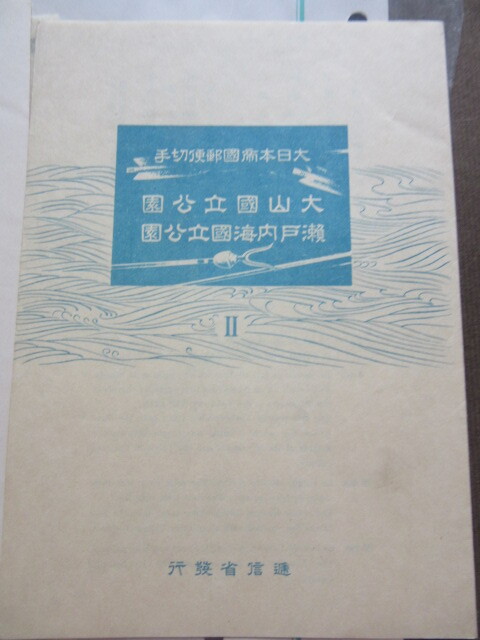 大日本帝國郵便切手
大山國立公園
瀨戸内海國立公園
II
遞信省發行